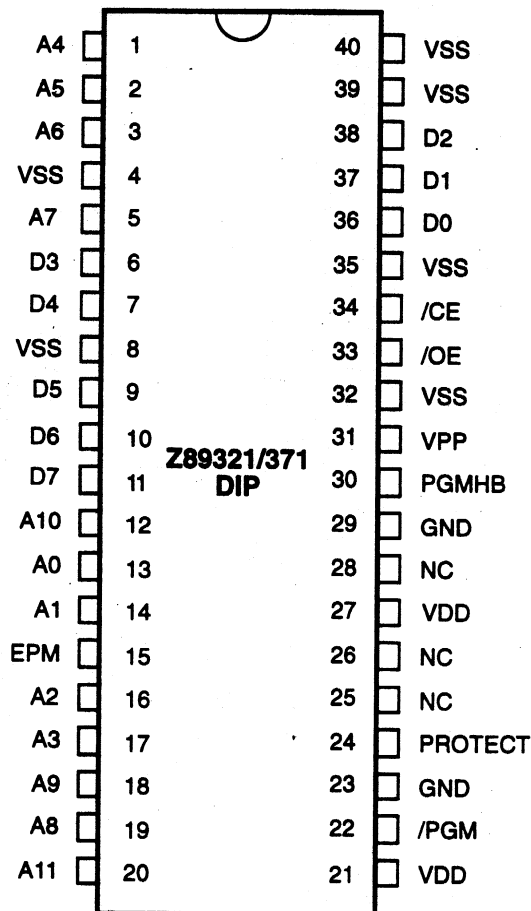 A4 1 40 VSS
A5 2 39 VSS
A6 3 38 D2
VSS 4 37 D1
A7 5 36 D0
D3 6 35 VSS
D4 7 34 /CE
VSS 8 33 /OE
D5 9 32 VSS
D6 10 31 VPP
Z89321/371
D7 11 DIP 30 PGMHB
A10 12 29 GND
A0 13 28 NC
A1 14 27 VDD
EPM 15 26 NC
A2 16 25 NC
A3 17 24 PROTECT
A9 18 23 GND
A8 19 22 /PGM
A11 20 21 VDD